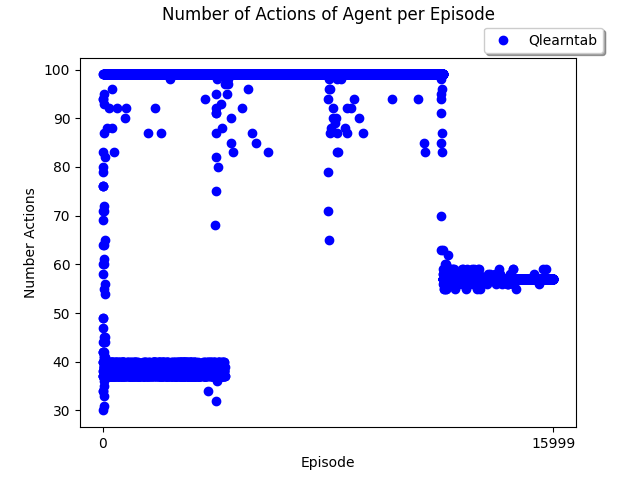 Number of Actions of Agent per Episode
Qlearntab
100
90
80
70
60
50
40
30
Number Actions
0
15999
Episode